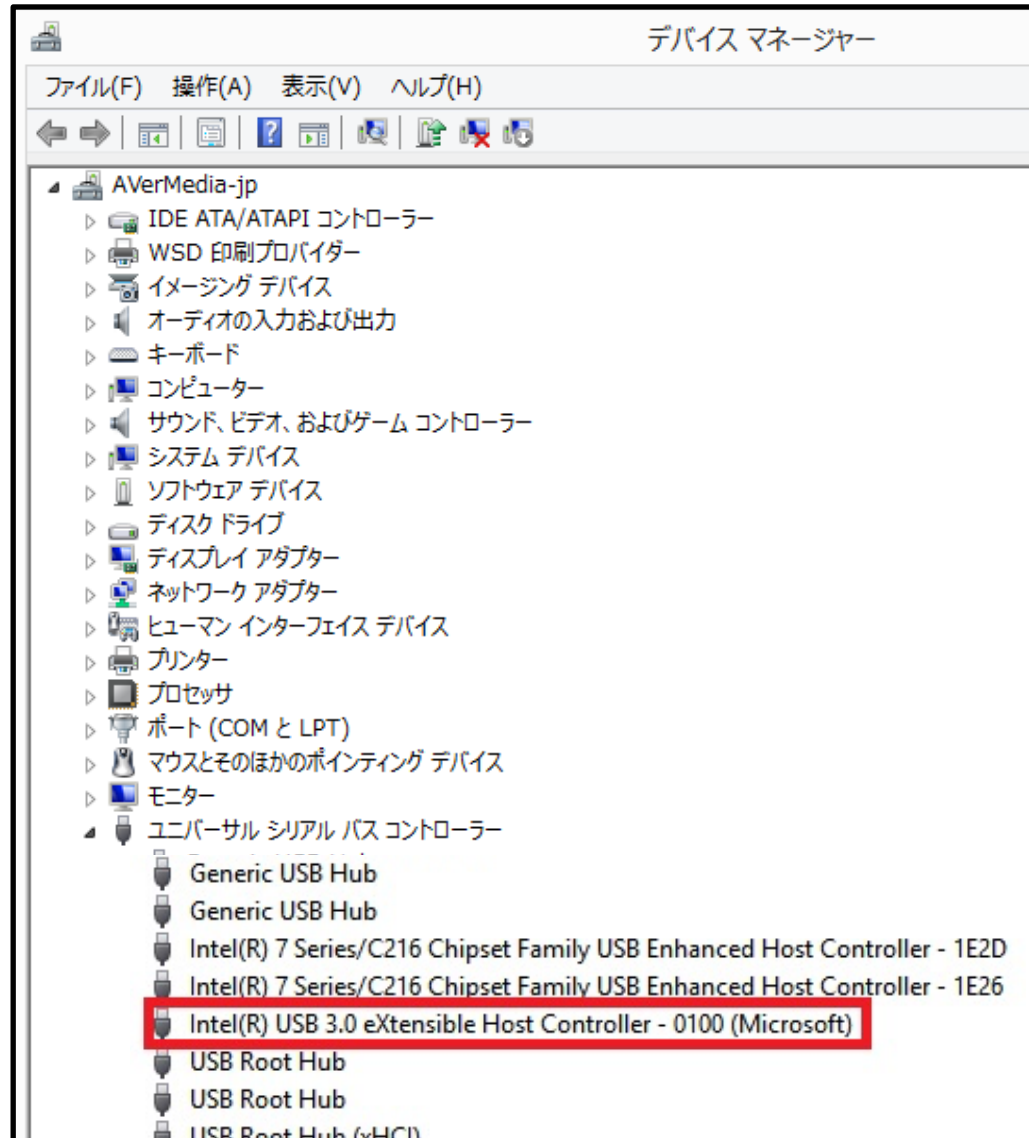 デバイス マネージャー
ファイル(F) 操作(A) 表示(V) ヘルプ(H)
AVerMedia-jp
IDE ATA/ATAPI コントローラー
WSD 印刷プロバイダー
イメージング デバイス
オーディオの入力および出力
キーボード
コンピューター
サウンド、ビデオ、およびゲーム コントローラー
システム デバイス
ソフトウェア デバイス
ディスク ドライブ
ディスプレイ アダプター
ネットワーク アダプター
ヒューマン インターフェイス デバイス
プリンター
プロセッサ
ポート (COM と LPT)
マウスとそのほかのポインティング デバイス
モニター
ユニバーサル シリアル バス コントローラー
Generic USB Hub
Generic USB Hub
Intel(R) 7 Series/C216 Chipset Family USB Enhanced Host Controller - 1E2D
Intel(R) 7 Series/C216 Chipset Family USB Enhanced Host Controller - 1E26
Intel(R) USB 3.0 eXtensible Host Controller - 0100 (Microsoft)
USB Root Hub
USB Root Hub
USB Root Hub (xHCI)